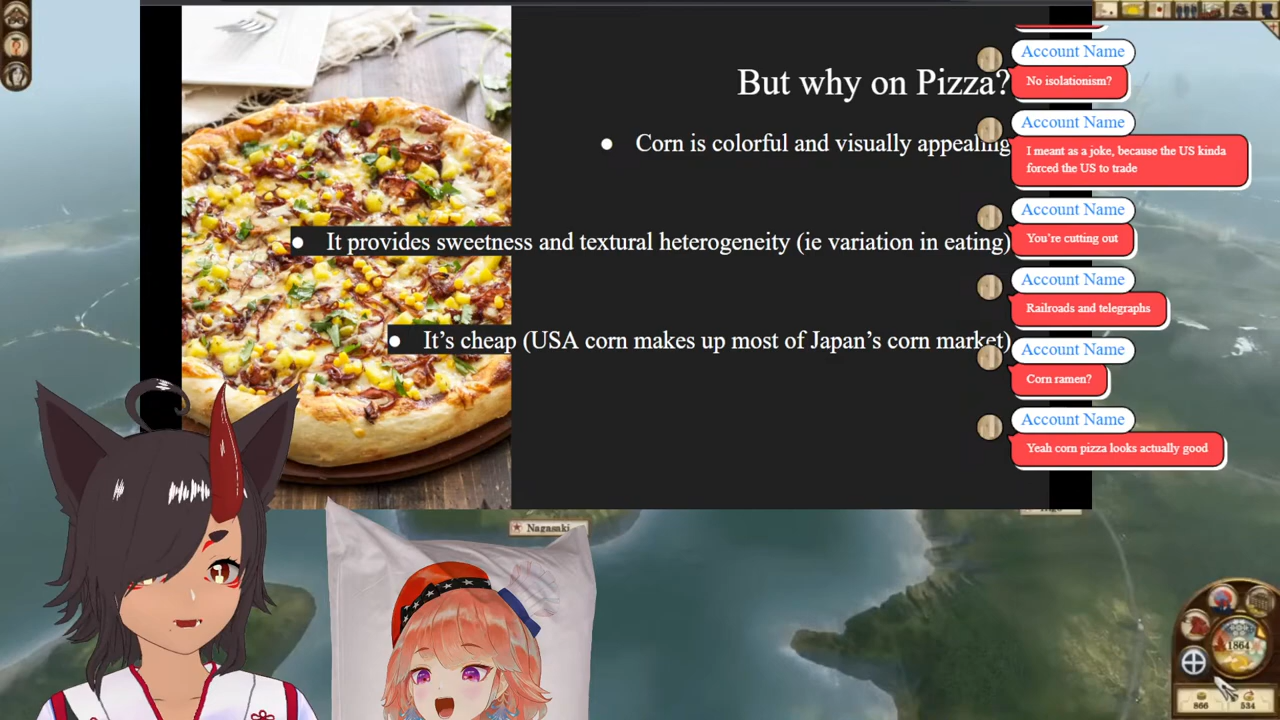 But why on Pizza?
● Corn is colorful and visually appealing
● It provides sweetness and textural heterogeneity (ie variation in eating)
● It’s cheap (USA corn makes up most of Japan’s corn market)
Account Name
No isolationism?
Account Name
I meant as a joke, because the US kinda
forced the US to trade
Account Name
You’re cutting out
Account Name
Railroads and telegraphs
Account Name
Corn ramen?
Account Name
Yeah corn pizza looks actually good
Nagasaki
1864
866
534